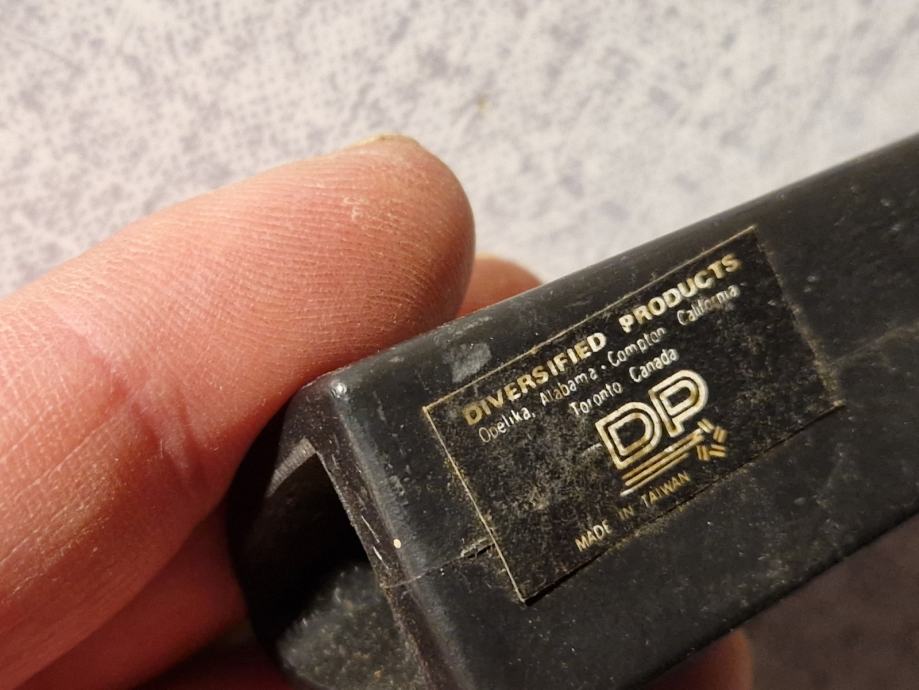 DIVERSIFIED PRODUCTS
Opelika, Alabama · Compton California
Toronto Canada
DP
MADE IN TAIWAN